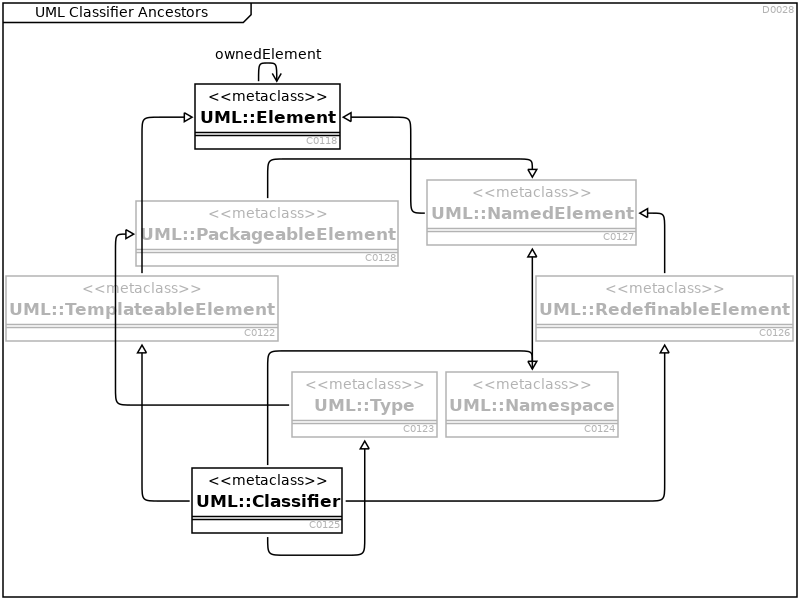 UML Classifier Ancestors
D0028
ownedElement
<<metaclass>>
UML::Element
C0118
<<metaclass>>
UML::NamedElement
C0127
<<metaclass>>
UML::PackageableElement
C0128
<<metaclass>>
UML::TemplateableElement
C0122
<<metaclass>>
UML::RedefinableElement
C0126
<<metaclass>>
UML::Type
C0123
<<metaclass>>
UML::Namespace
C0124
<<metaclass>>
UML::Classifier
C0125